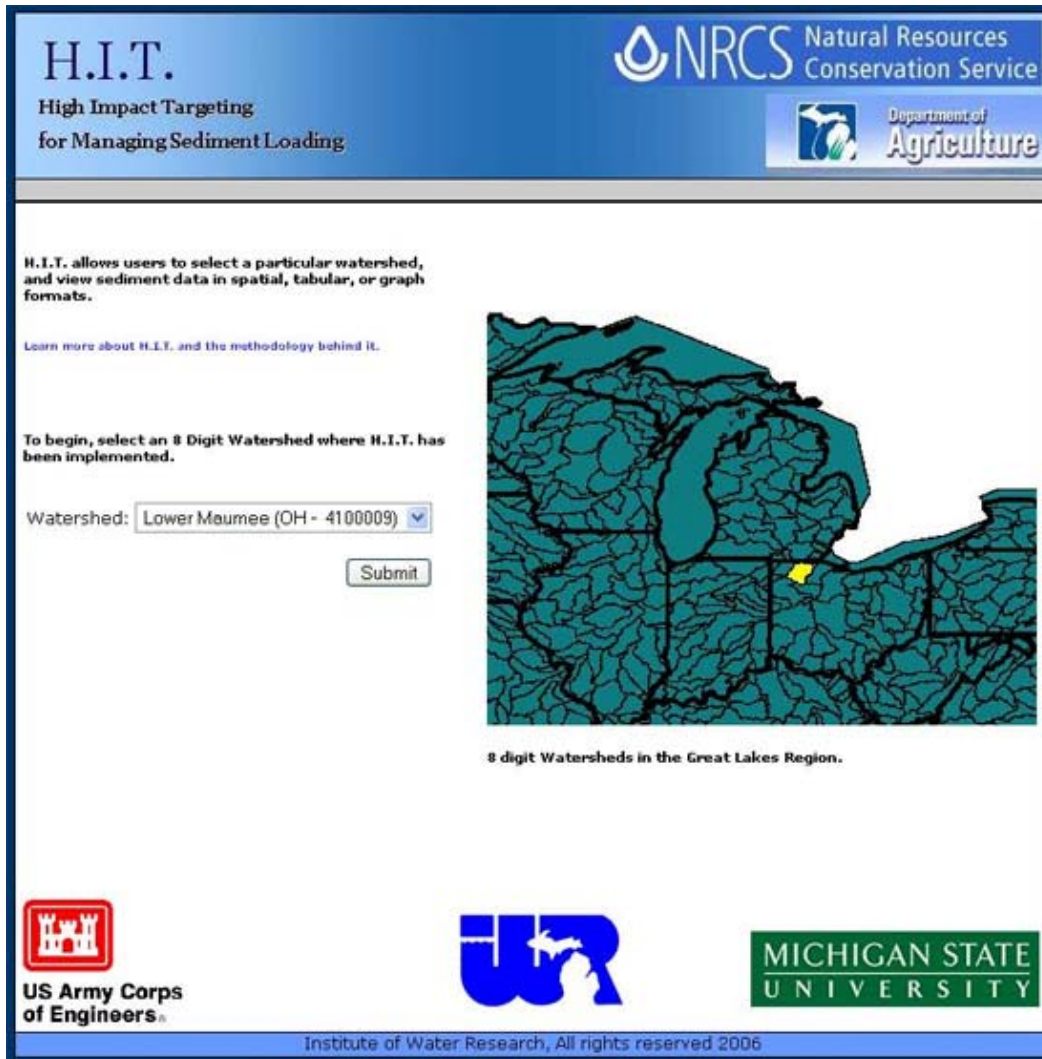 H.I.T.
High Impact Targeting
for Managing Sediment Loading
NRCS Natural Resources
Conservation Service
Department of
Agriculture
H.I.T. allows users to select a particular watershed,
and view sediment data in spatial, tabular, or graph
formats.
Learn more about H.I.T. and the methodology behind it.
To begin, select an 8 Digit Watershed where H.I.T. has
been implemented.
Watershed: Lower Maumee (OH - 4100009)
Submit
8 digit Watersheds in the Great Lakes Region.
US Army Corps
of Engineers®
IWR
MICHIGAN STATE
UNIVERSITY
Institute of Water Research, All rights reserved 2006